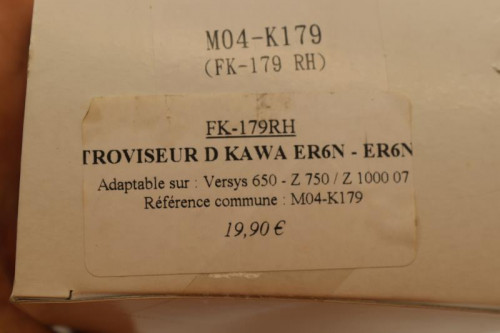 M04-K179
(FK-179 RH)
FK-179RH
TROVISEUR D KAWA ER6N - ER6N
Adaptable sur : Versys 650 - Z 750 / Z 1000 07
Référence commune : M04-K179
19,90 €